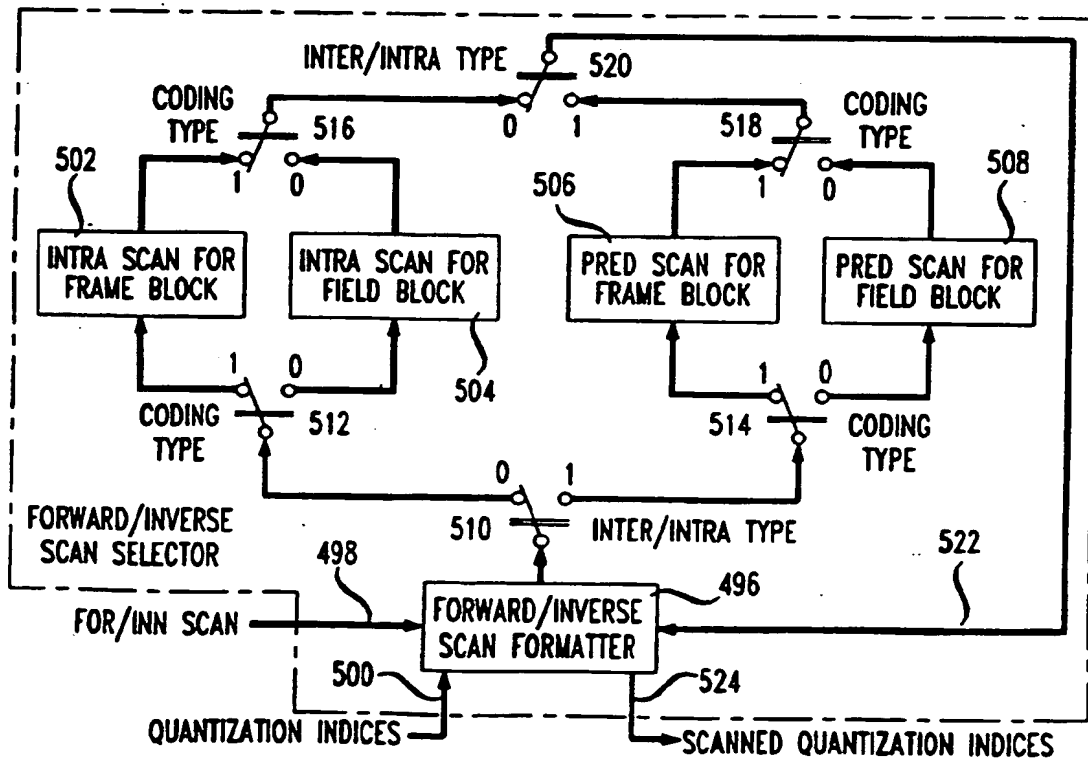 INTER/INTRA TYPE
520
0 1
CODING
TYPE
516
1 0
518
CODING
TYPE
1 0
502
506
508
INTRA SCAN FOR
FRAME BLOCK
INTRA SCAN FOR
FIELD BLOCK
PRED SCAN FOR
FRAME BLOCK
PRED SCAN FOR
FIELD BLOCK
504
1 0
CODING
TYPE
512
1 0
514
CODING
TYPE
0 1
510
INTER/INTRA TYPE
FORWARD/INVERSE
SCAN SELECTOR
498
496
522
FOR/INN SCAN
FORWARD/INVERSE
SCAN FORMATTER
500
524
QUANTIZATION INDICES
SCANNED QUANTIZATION INDICES